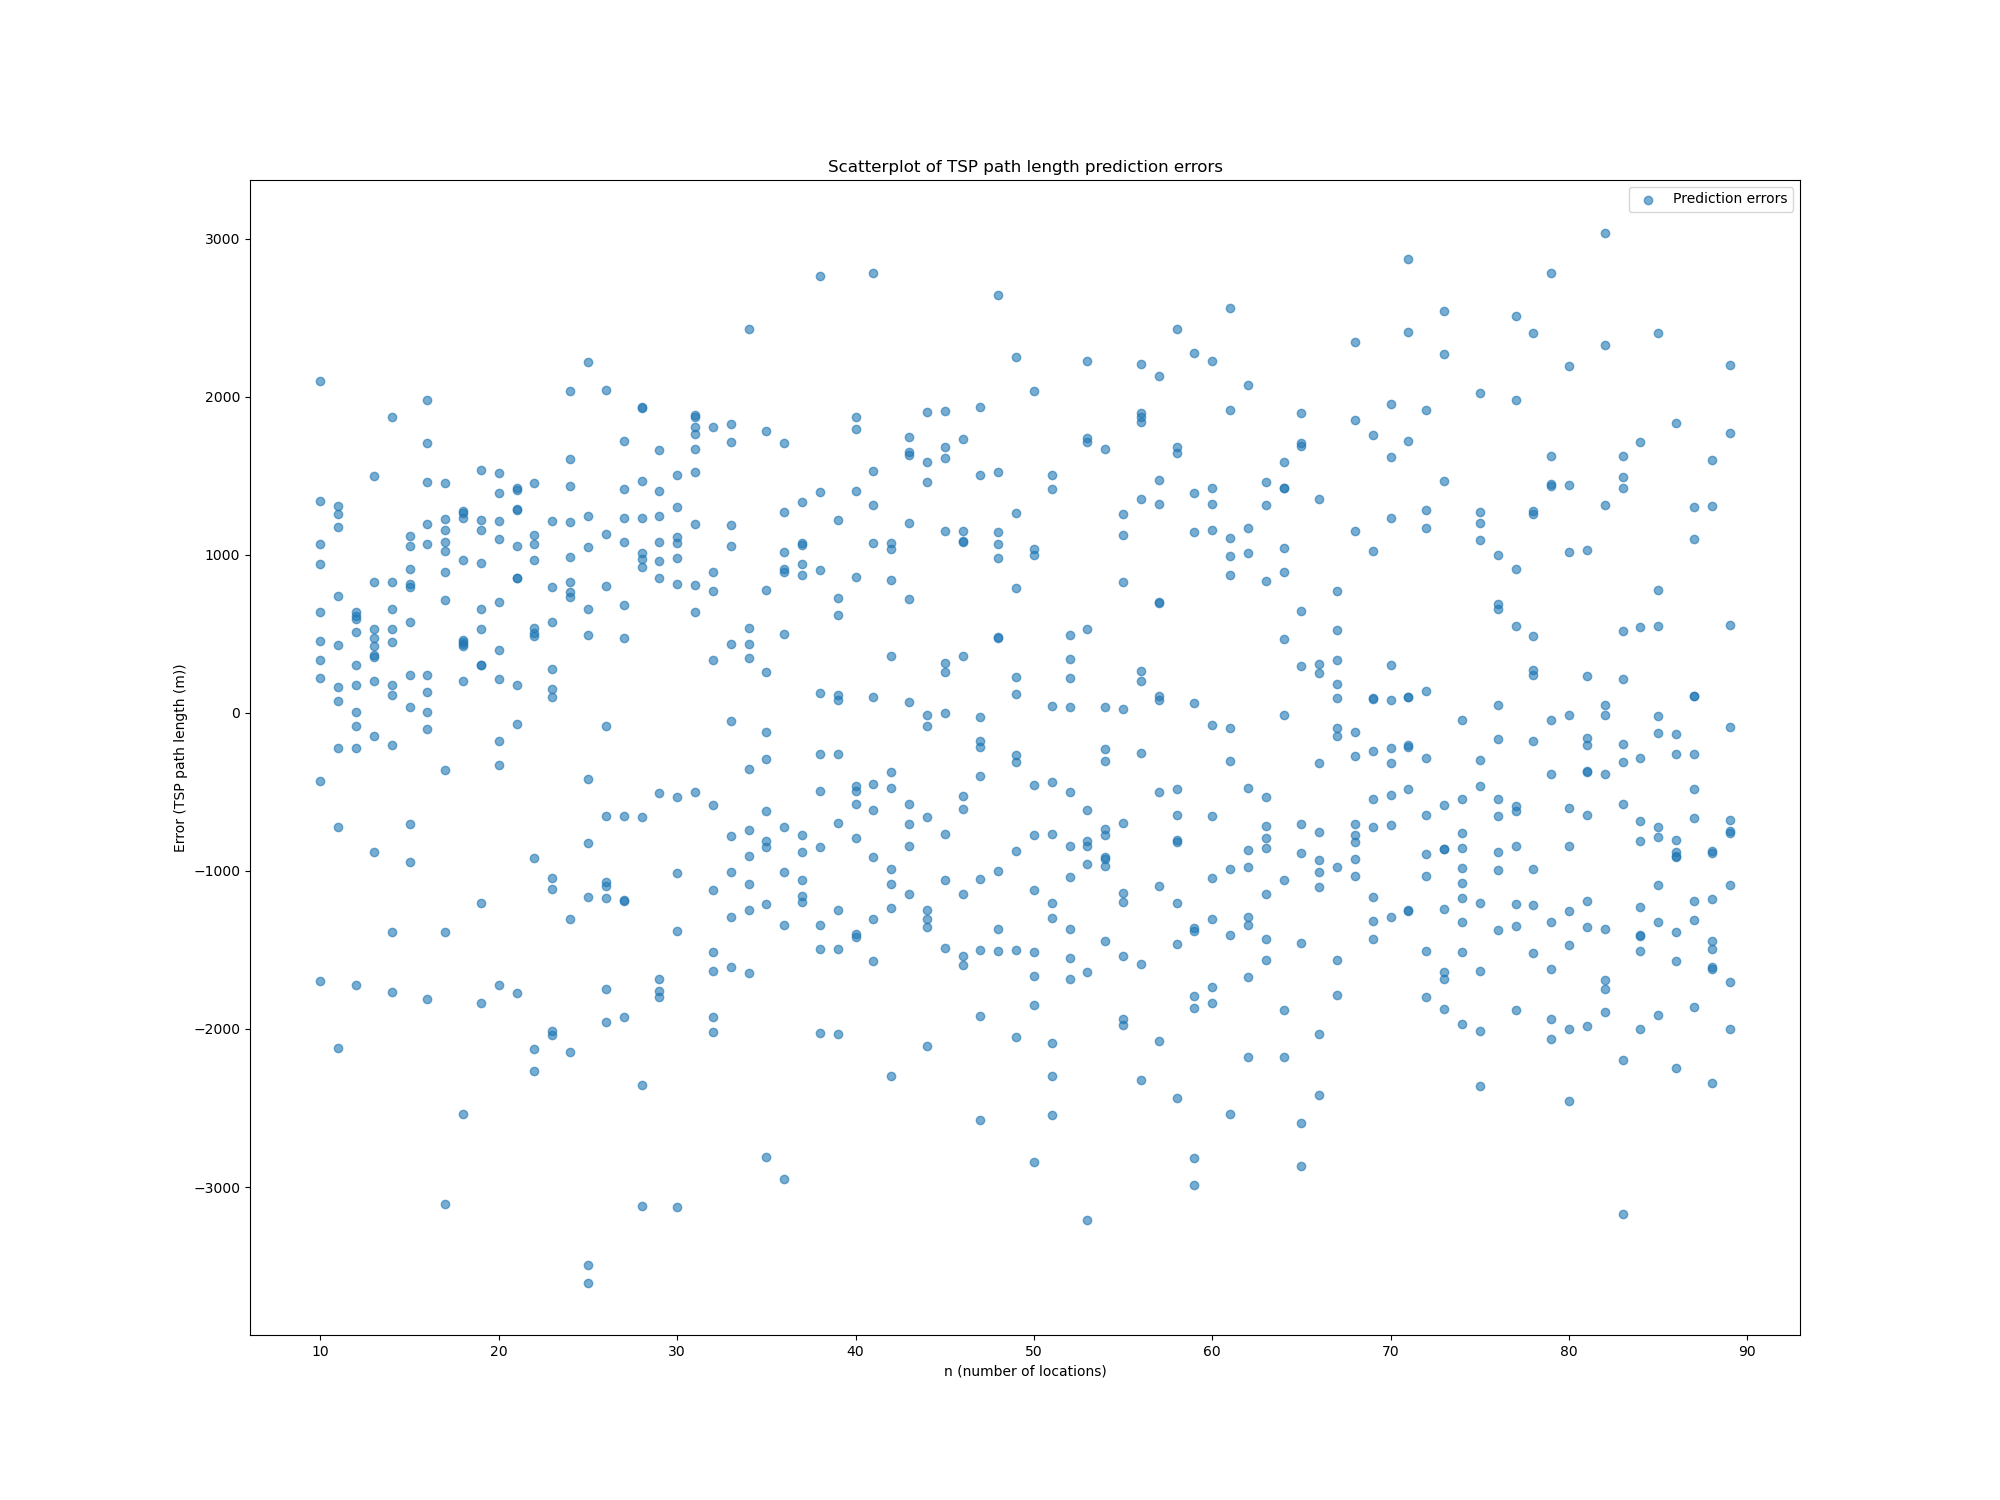 Scatterplot of TSP path length prediction errors
Prediction errors
3000
2000
1000
0
−1000
−2000
−3000
Error (TSP path length (m))
10 20 30 40 50 60 70 80 90
n (number of locations)